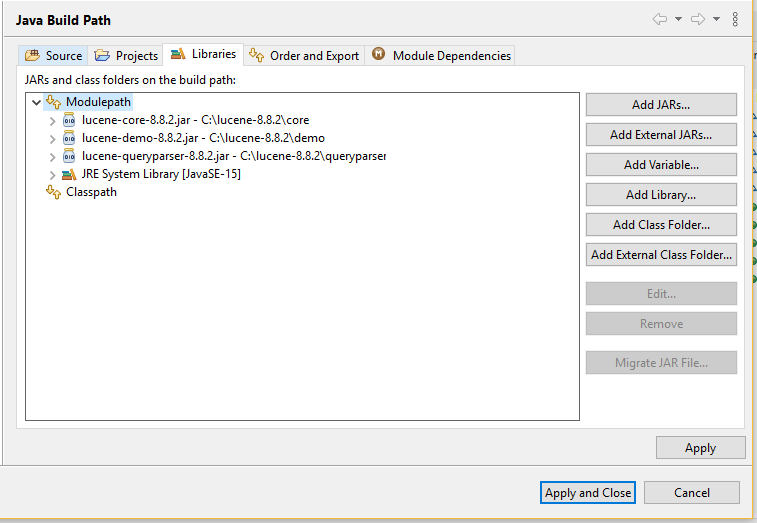 Java Build Path
Source Projects Libraries Order and Export Module Dependencies
JARs and class folders on the build path:
Modulepath
lucene-core-8.8.2.jar - C:\lucene-8.8.2\core
lucene-demo-8.8.2.jar - C:\lucene-8.8.2\demo
lucene-queryparser-8.8.2.jar - C:\lucene-8.8.2\queryparser
JRE System Library [JavaSE-15]
Classpath
Add JARs...
Add External JARs...
Add Variable...
Add Library...
Add Class Folder...
Add External Class Folder...
Edit...
Remove
Migrate JAR File...
Apply
Apply and Close Cancel